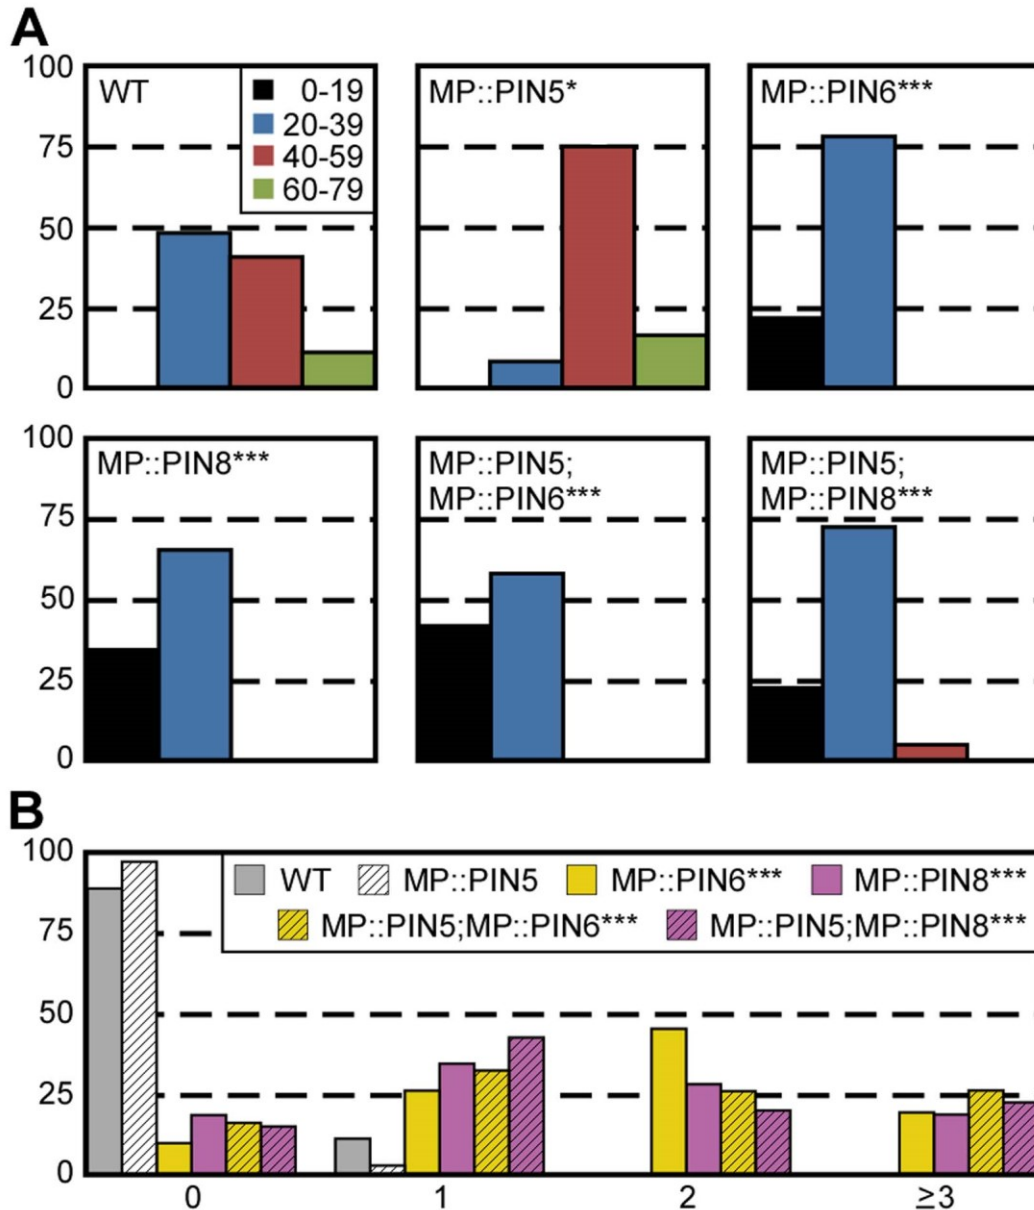 A
100
75
50
25
0
WT
0-19
20-39
40-59
60-79
MP::PIN5*
MP::PIN6***
100
75
50
25
0
MP::PIN8***
MP::PIN5;
MP::PIN6***
MP::PIN5;
MP::PIN8***
B
100
75
50
25
0
WT MP::PIN5 MP::PIN6*** MP::PIN8***
MP::PIN5;MP::PIN6*** MP::PIN5;MP::PIN8***
0 1 2 ≥3